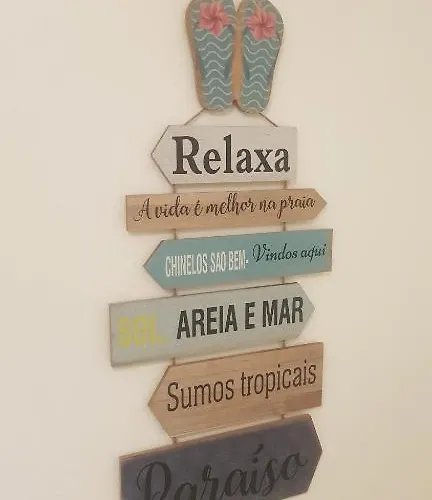 Relaxa
A vida é melhor na praia
CHINELOS SAO BEM- Vindos aqui
SOL, AREIA E MAR
Sumos tropicais
Paraíso